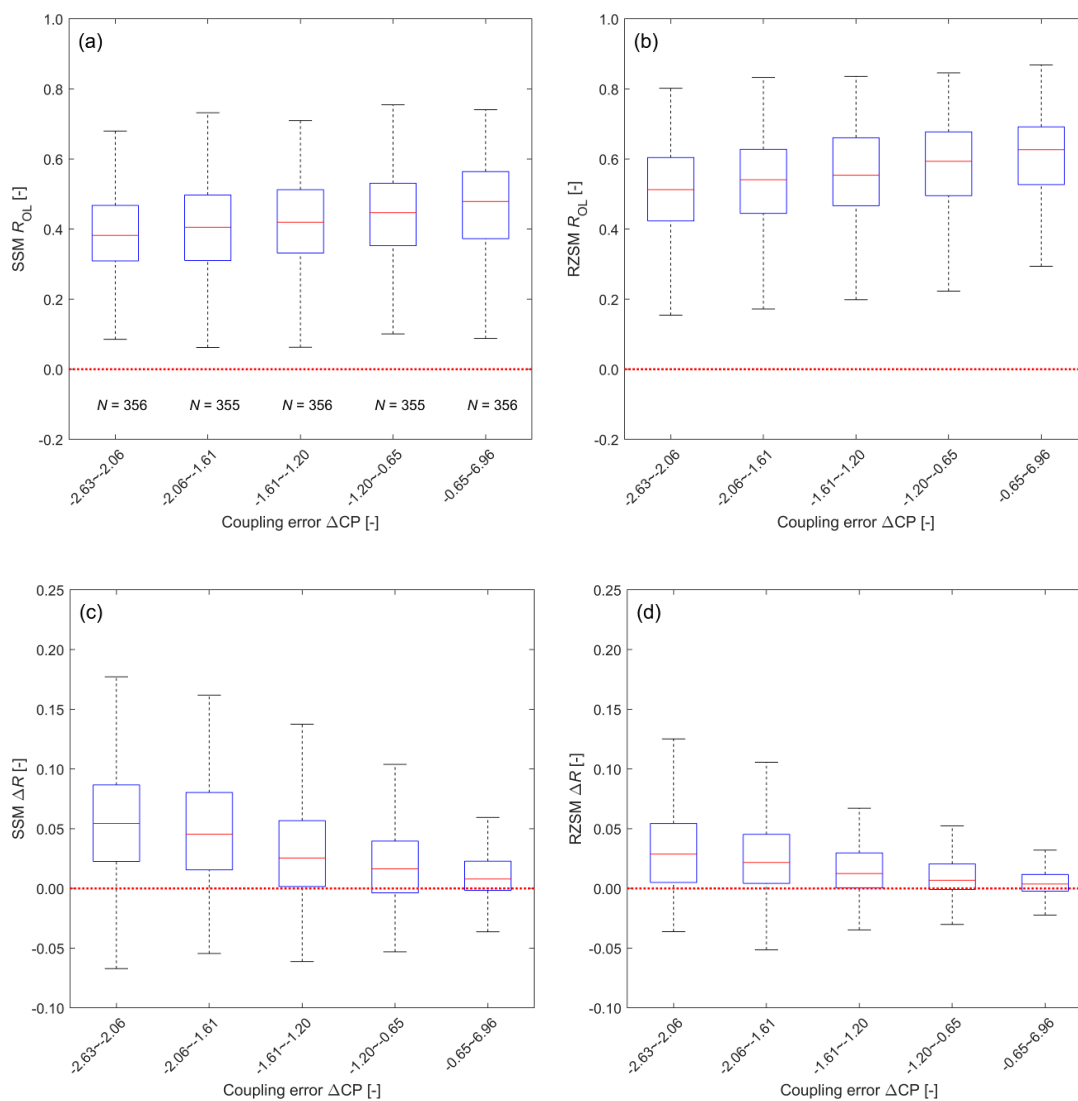 (a)
1.0
0.8
0.6
0.4
0.2
0.0
-0.2
SSM ROL [-]
N = 356
N = 355
N = 356
N = 355
N = 356
-2.63~-2.06
-2.06~-1.61
-1.61~-1.20
-1.20~-0.65
-0.65~6.96
Coupling error ΔCP [-]
(b)
1.0
0.8
0.6
0.4
0.2
0.0
-0.2
RZSM ROL [-]
-2.63~-2.06
-2.06~-1.61
-1.61~-1.20
-1.20~-0.65
-0.65~6.96
Coupling error ΔCP [-]
(c)
0.25
0.20
0.15
0.10
0.05
0.00
-0.05
-0.10
SSM ΔR [-]
-2.63~-2.06
-2.06~-1.61
-1.61~-1.20
-1.20~-0.65
-0.65~6.96
Coupling error ΔCP [-]
(d)
0.25
0.20
0.15
0.10
0.05
0.00
-0.05
-0.10
RZSM ΔR [-]
-2.63~-2.06
-2.06~-1.61
-1.61~-1.20
-1.20~-0.65
-0.65~6.96
Coupling error ΔCP [-]